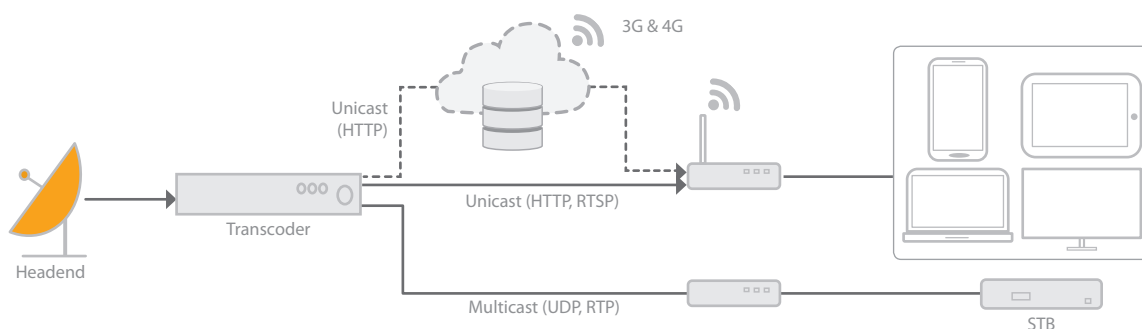 3G & 4G
Unicast
(HTTP)
Unicast (HTTP, RTSP)
Transcoder
Headend
Multicast (UDP, RTP)
STB